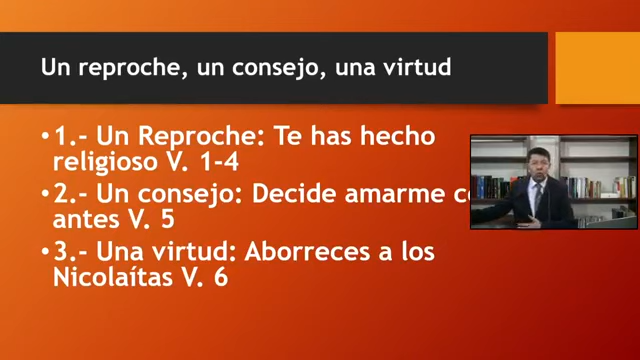 Un reproche, un consejo, una virtud
•1.- Un Reproche: Te has hecho
religioso V. 1-4
•2.- Un consejo: Decide amarme
antes V. 5
•3.- Una virtud: Aborreces a los
Nicolaítas V. 6